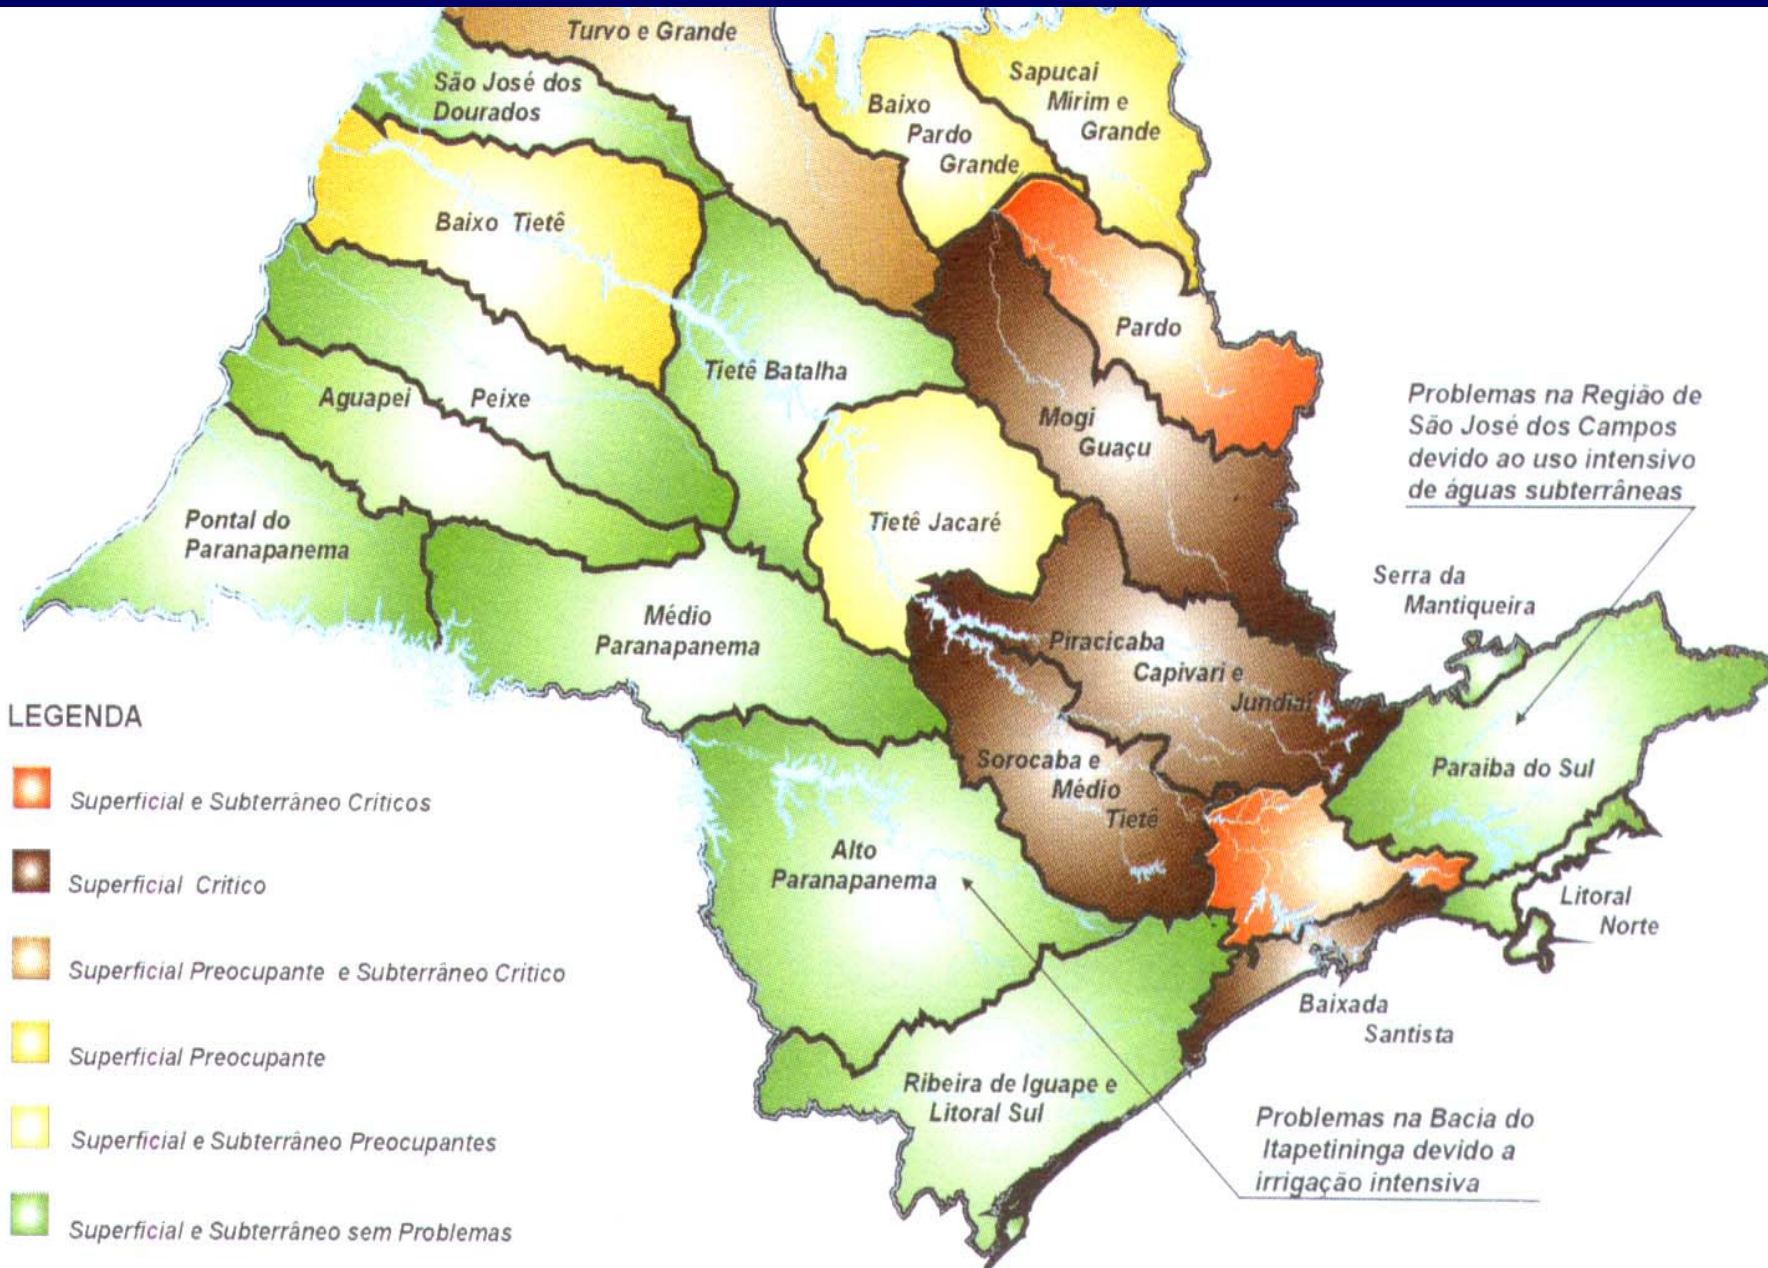 Turvo e Grande
São José dos
Dourados
Baixo
Pardo
Grande
Sapucai
Mirim e
Grande
Baixo Tietê
Pardo
Tietê Batalha
Aguapei
Peixe
Mogi
Guaçu
Problemas na Região de
São José dos Campos
devido ao uso intensivo
de águas subterrâneas
Pontal do
Paranapanema
Tietê Jacaré
Serra da
Mantiqueira
Médio
Paranapanema
Piracicaba
Capivari e
Jundiaí
Sorocaba e
Médio
Tietê
Paraiba do Sul
Alto
Paranapanema
Litoral
Norte
Baixada
Santista
Ribeira de Iguape e
Litoral Sul
Problemas na Bacia do
Itapetininga devido a
irrigação intensiva
LEGENDA
Superficial e Subterrâneo Críticos
Superficial Crítico
Superficial Preocupante e Subterrâneo Crítico
Superficial Preocupante
Superficial e Subterrâneo Preocupantes
Superficial e Subterrâneo sem Problemas